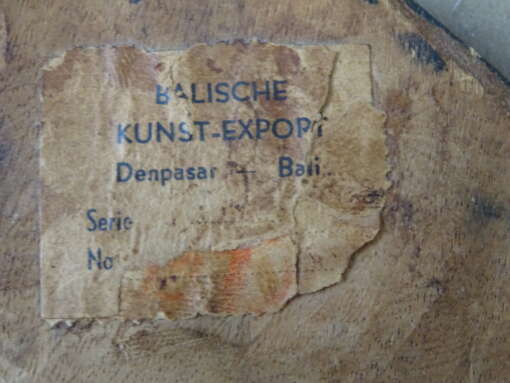 BALISCHE
KUNST-EXPORT
Denpasar — Bali
Serie
No